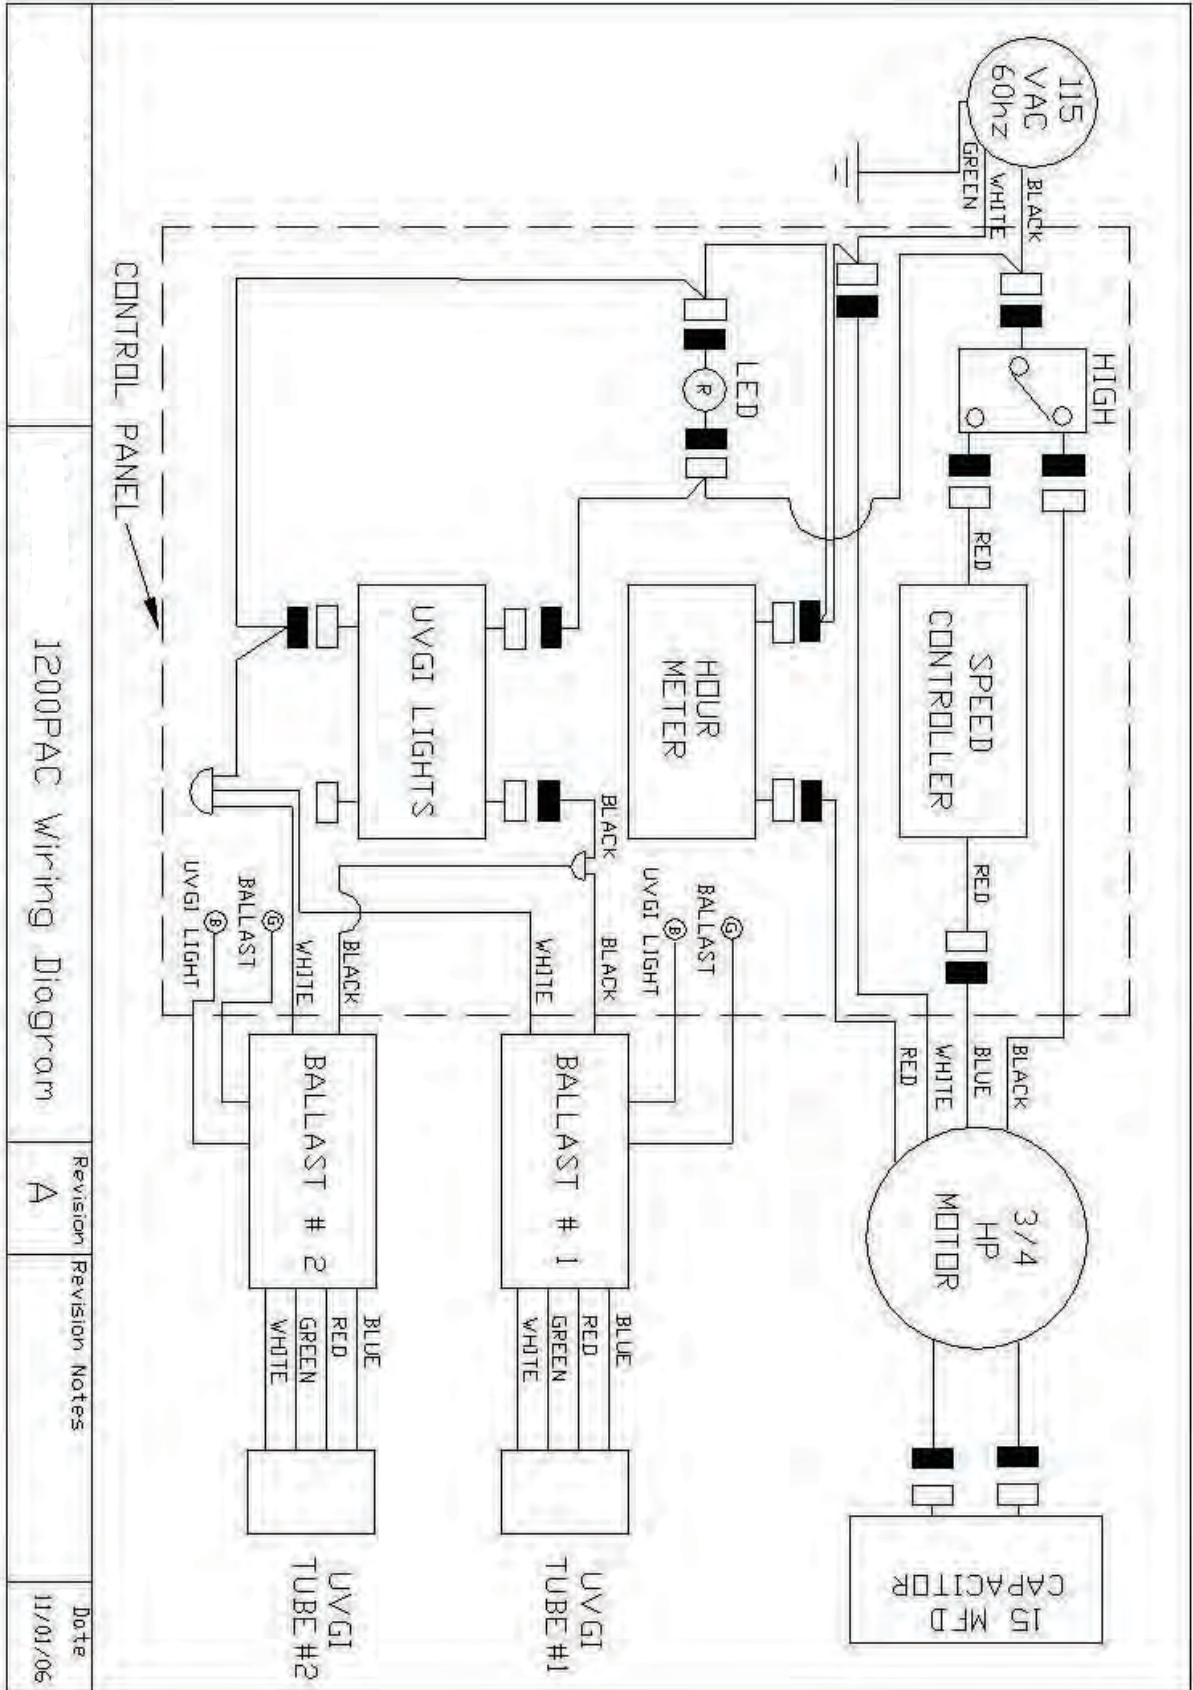 115
VAC
60hz
BLACK
WHITE
GREEN
HIGH
RED
SPEED
CONTROLLER
RED
BLACK
BLUE
WHITE
RED
3/4
HP
MOTOR
15 MFD
CAPACITOR
LED
R
HOUR
METER
UVGI LIGHTS
BLACK
BALLAST
G
UVGI LIGHT
B
BLACK
WHITE
BALLAST # 1
BLUE
RED
GREEN
WHITE
UVGI
TUBE #1
BLACK
WHITE
BALLAST
G
UVGI LIGHT
B
BALLAST # 2
BLUE
RED
GREEN
WHITE
UVGI
TUBE #2
CONTROL PANEL
1200PAC Wiring Diagram
Revision
A
Revision Notes
Date
11/01/06